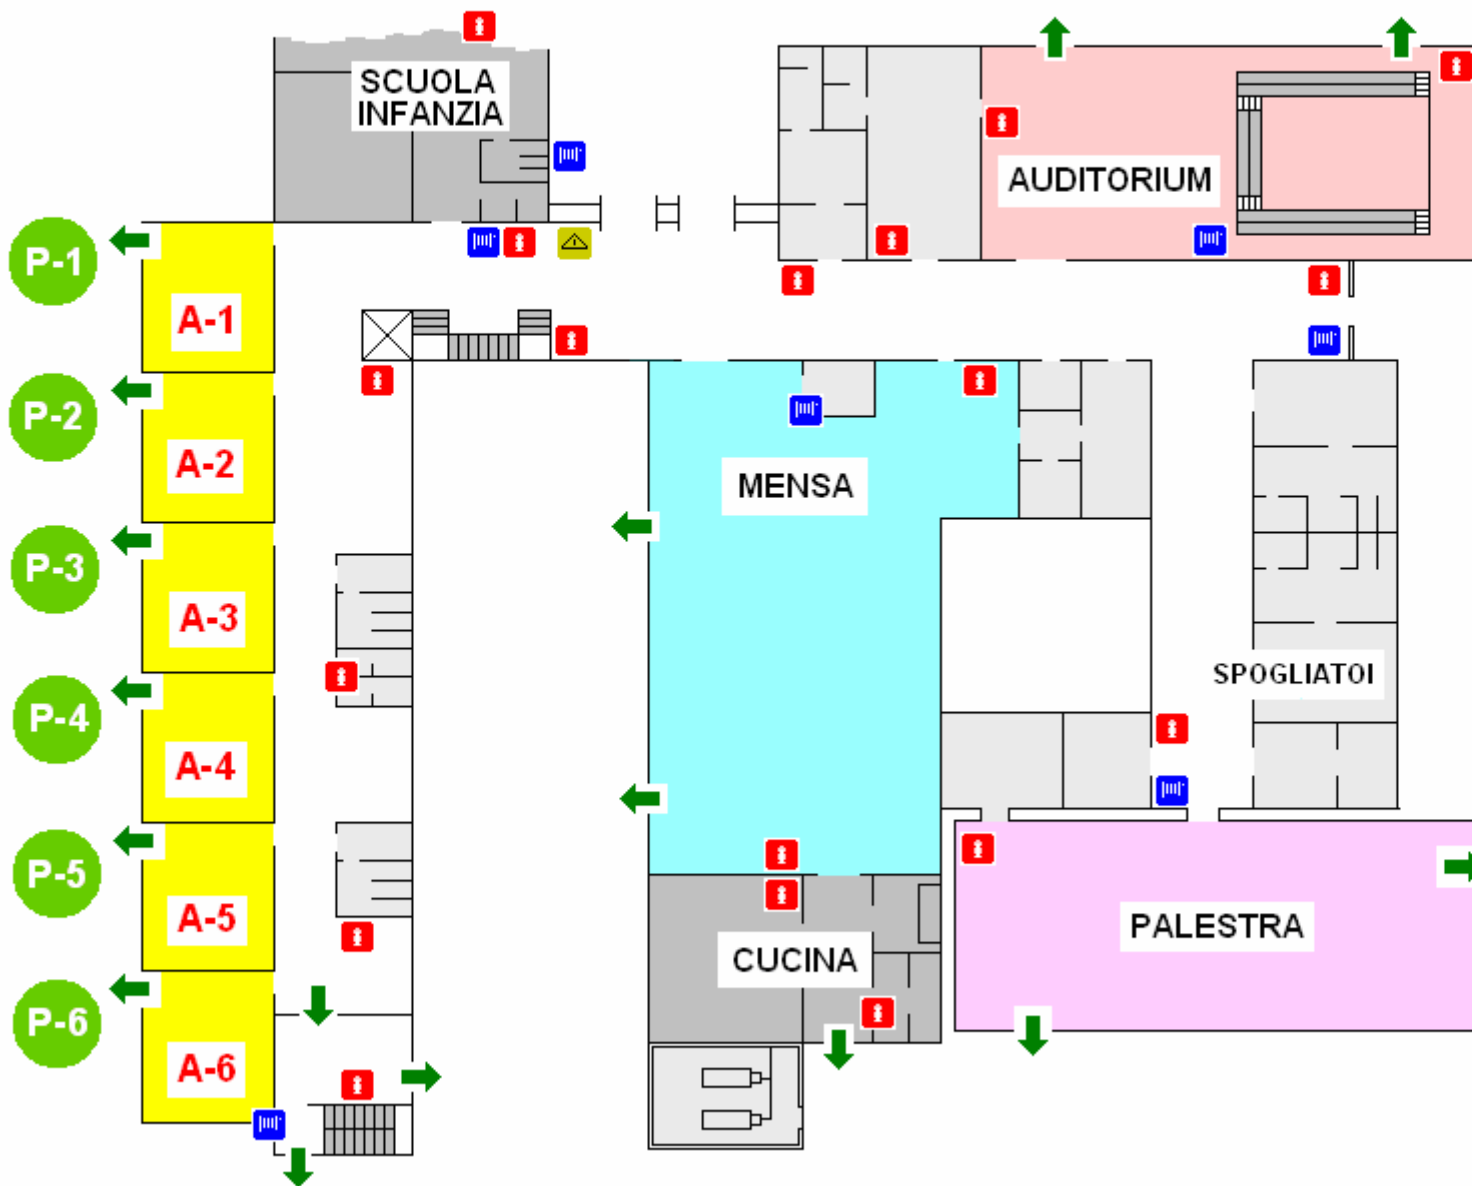 SCUOLA
INFANZIA
AUDITORIUM
P-1
A-1
P-2
A-2
MENSA
P-3
A-3
SPOGLIATOI
P-4
A-4
P-5
A-5
PALESTRA
CUCINA
P-6
A-6